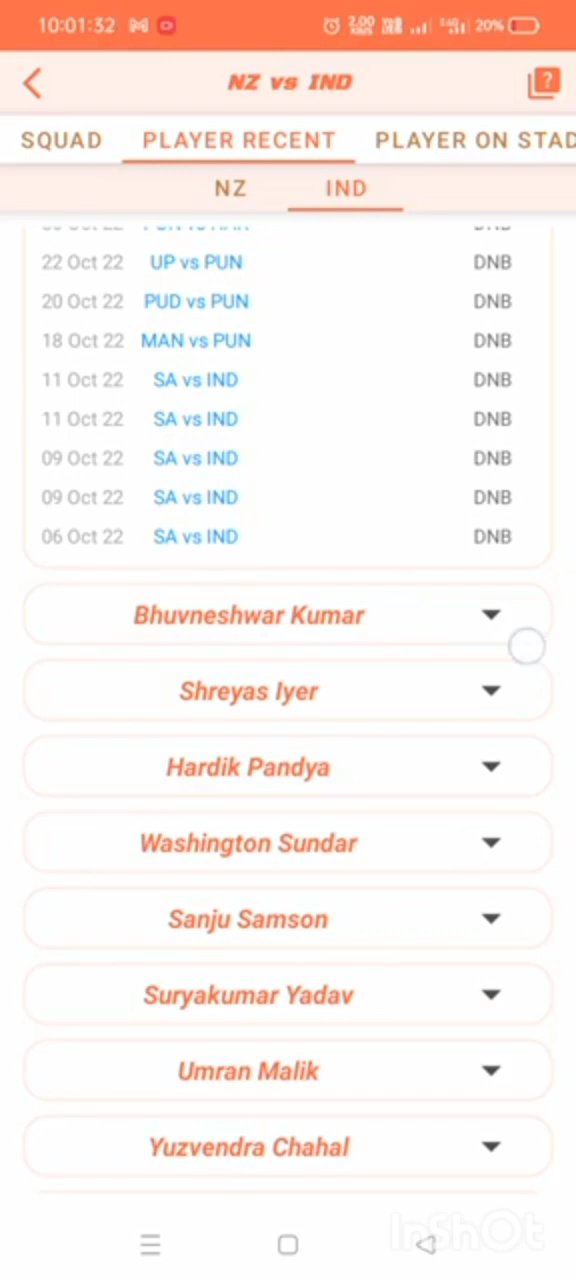 10:01:32 20%
NZ vs IND
SQUAD PLAYER RECENT PLAYER ON STAD
NZ IND
22 Oct 22 UP vs PUN DNB
20 Oct 22 PUD vs PUN DNB
18 Oct 22 MAN vs PUN DNB
11 Oct 22 SA vs IND DNB
11 Oct 22 SA vs IND DNB
09 Oct 22 SA vs IND DNB
09 Oct 22 SA vs IND DNB
06 Oct 22 SA vs IND DNB
Bhuvneshwar Kumar
Shreyas Iyer
Hardik Pandya
Washington Sundar
Sanju Samson
Suryakumar Yadav
Umran Malik
Yuzvendra Chahal
InShOt